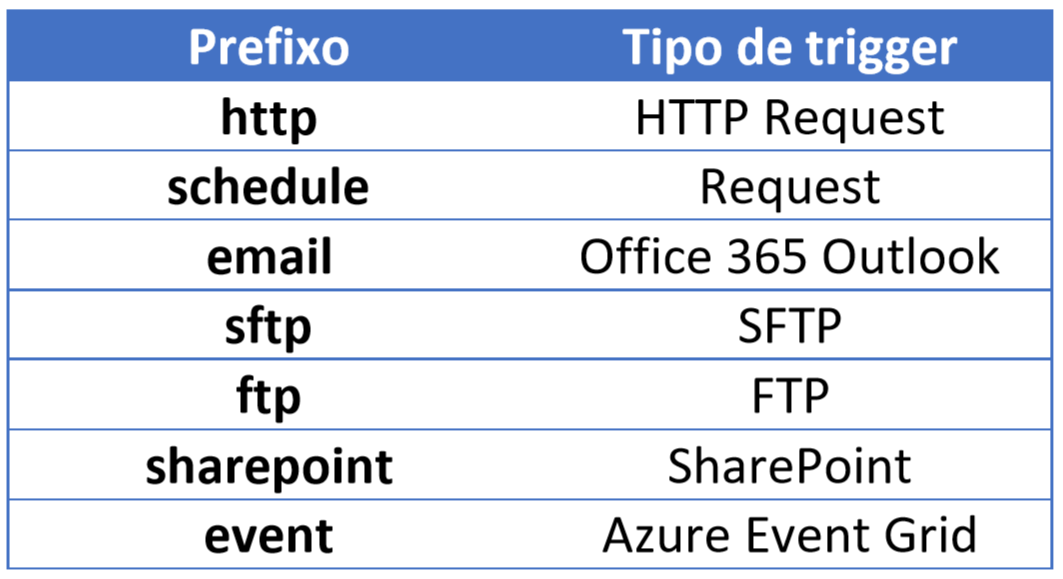 Prefixo Tipo de trigger
http HTTP Request
schedule Request
email Office 365 Outlook
sftp SFTP
ftp FTP
sharepoint SharePoint
event Azure Event Grid